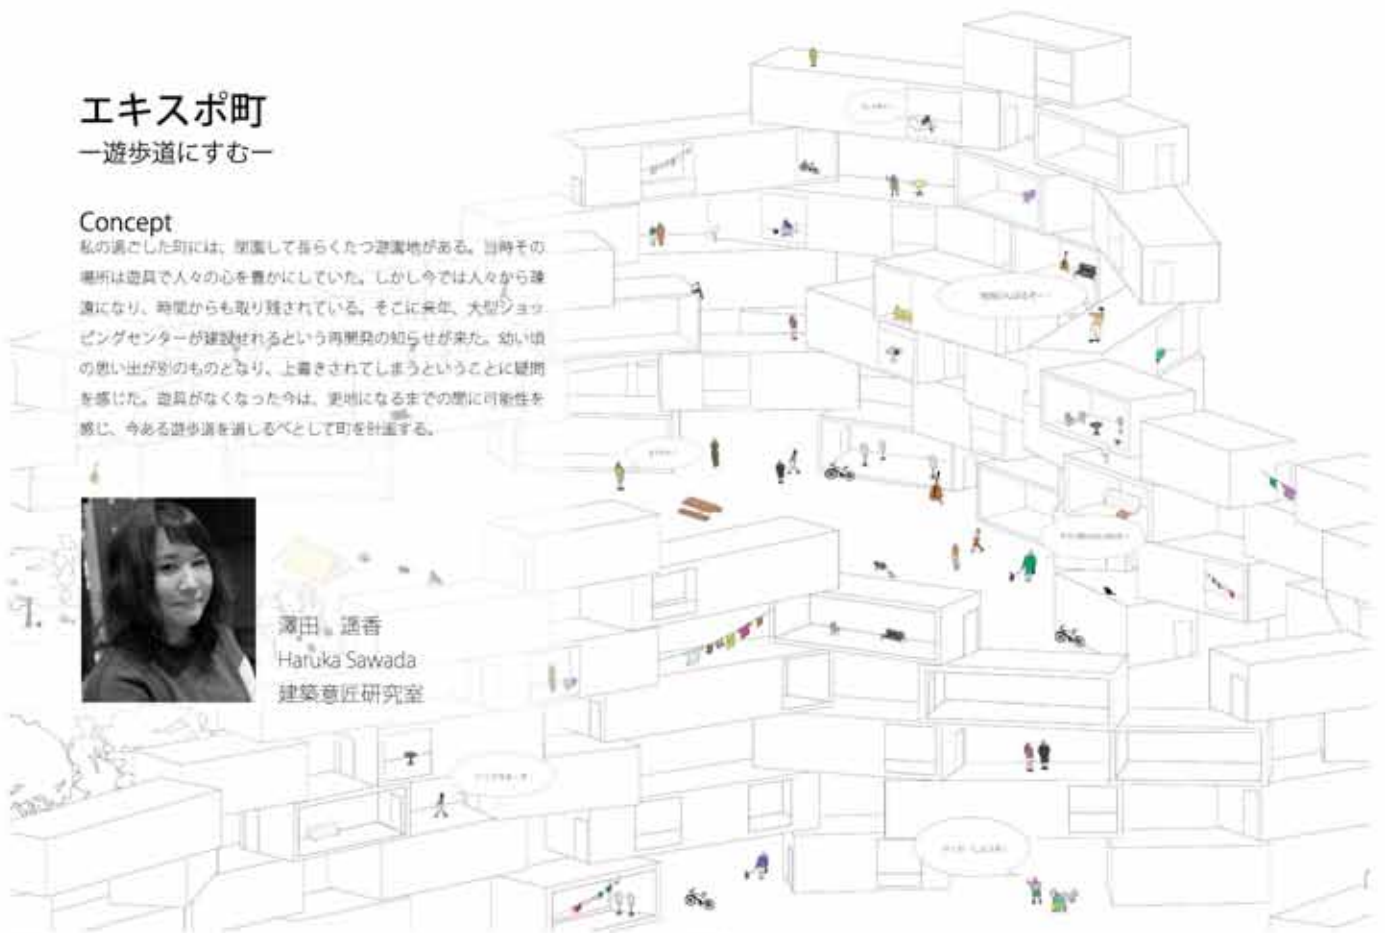 エキスポ町
ー遊歩道にすむー
Concept
私の過ごした町には、閉園して長らくたつ遊園地がある。当時その
場所は遊具で人々の心を豊かにしていた。しかし今では人々から疎
遠になり、時間からも取り残されている。そこに来年、大型ショッ
ピングセンターが建設せれるという再開発の知らせが来た。幼い頃
の思い出が別のものとなり、上書きされてしまうということに疑問
を感じた。遊具がなくなった今は、更地になるまでの間に可能性を
感じ、今ある遊歩道を道しるべとして町を計画する。
澤田 遥香
Haruka Sawada
建築意匠研究室